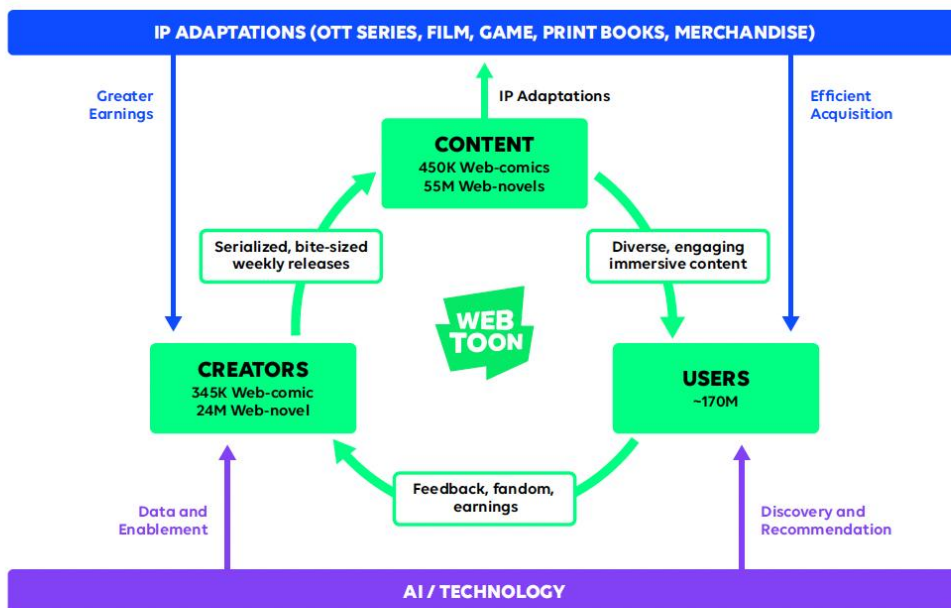 IP ADAPTATIONS (OTT SERIES, FILM, GAME, PRINT BOOKS, MERCHANDISE)
Greater
Earnings
IP Adaptations
Efficient
Acquisition
CONTENT
450K Web-comics
55M Web-novels
Serialized, bite-sized
weekly releases
Diverse, engaging
immersive content
WEB
TOON
CREATORS
345K Web-comic
24M Web-novel
USERS
~170M
Feedback, fandom,
earnings
Data and
Enablement
Discovery and
Recommendation
AI / TECHNOLOGY